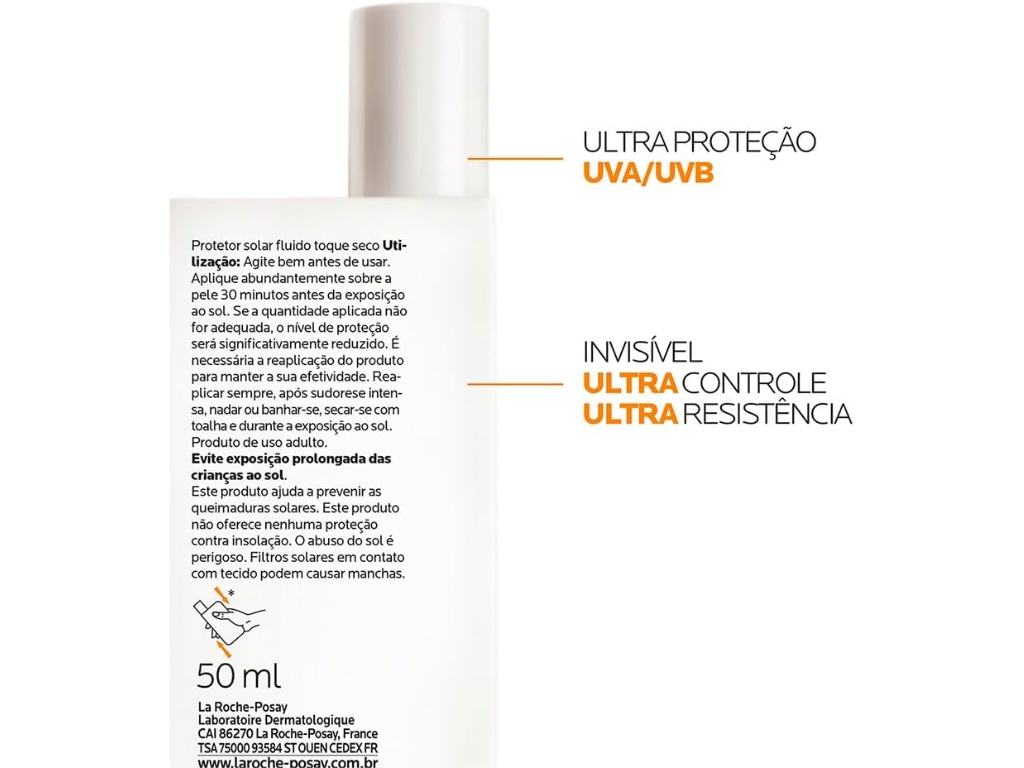 Protetor solar fluido toque seco Uti-
lização: Agite bem antes de usar.
Aplique abundantemente sobre a
pele 30 minutos antes da exposição
ao sol. Se a quantidade aplicada não
for adequada, o nível de proteção
será significativamente reduzido. É
necessária a reaplicação do produto
para manter a sua efetividade. Rea-
plicar sempre, após sudorese inten-
sa, nadar ou banhar-se, secar-se com
toalha e durante a exposição ao sol.
Produto de uso adulto.
Evite exposição prolongada das
crianças ao sol.
Este produto ajuda a prevenir as
queimaduras solares. Este produto
não oferece nenhuma proteção
contra insolação. O abuso do sol é
perigoso. Filtros solares em contato
com tecido podem causar manchas.
*
50 ml
La Roche-Posay
Laboratoire Dermatologique
CAI 86270 La Roche-Posay, France
TSA 75000 93584 ST OUEN CEDEX FR
www.laroche-posay.com.br
ULTRA PROTEÇÃO
UVA/UVB
INVISÍVEL
ULTRA CONTROLE
ULTRA RESISTÊNCIA